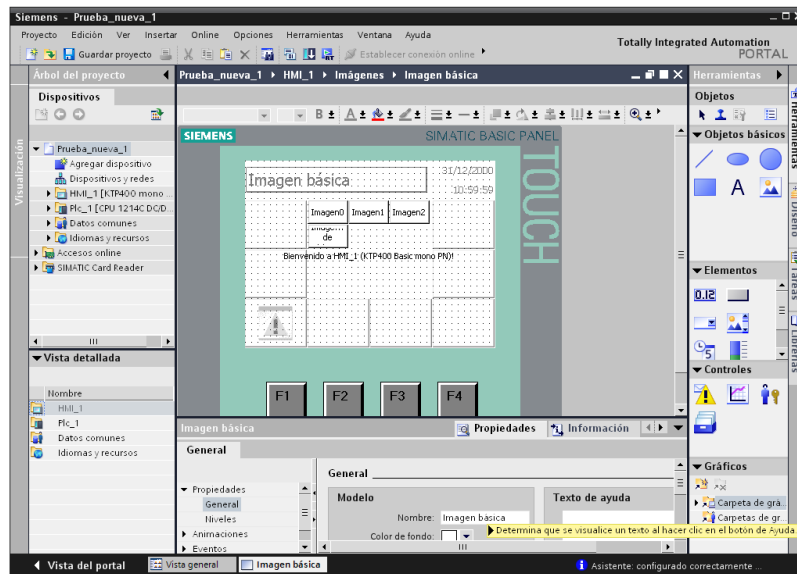 Siemens - Prueba_nueva_1
Proyecto Edición Ver Insertar Online Opciones Herramientas Ventana Ayuda
Totally Integrated Automation
PORTAL
Guardar proyecto
Establecer conexión online
Árbol del proyecto
Prueba_nueva_1 HMI_1 Imágenes Imagen básica
Herramientas
Dispositivos
Objetos
Visualización
Prueba_nueva_1
Agregar dispositivo
Dispositivos y redes
HMI_1 [KTP400 mono ...
Plc_1 [CPU 1214C DC/D...
Datos comunes
Idiomas y recursos
Accesos online
SIMATIC Card Reader
SIEMENS
SIMATIC BASIC PANEL
TOUCH
Imagen básica
31/12/2000
10:59:59
Imagen0 Imagen1 Imagen2
de
Bienvenido a HMI_1 (KTP400 Basic mono PN)!
F1 F2 F3 F4
Objetos básicos
A
Elementos
0.12
5
Controles
Gráficos
Carpeta de grá...
Carpetas de gr...
Herramientas
Diseño
Tareas
Librerías
Vista detallada
Nombre
HMI_1
Plc_1
Datos comunes
Idiomas y recursos
Imagen básica
Propiedades
Información
General
Propiedades
General
Niveles
Animaciones
Eventos
General
Modelo
Nombre: Imagen básica
Color de fondo:
Texto de ayuda
Determina que se visualice un texto al hacer clic en el botón de Ayuda.
Vista del portal
Vista general
Imagen básica
Asistente: configurado correctamente ...